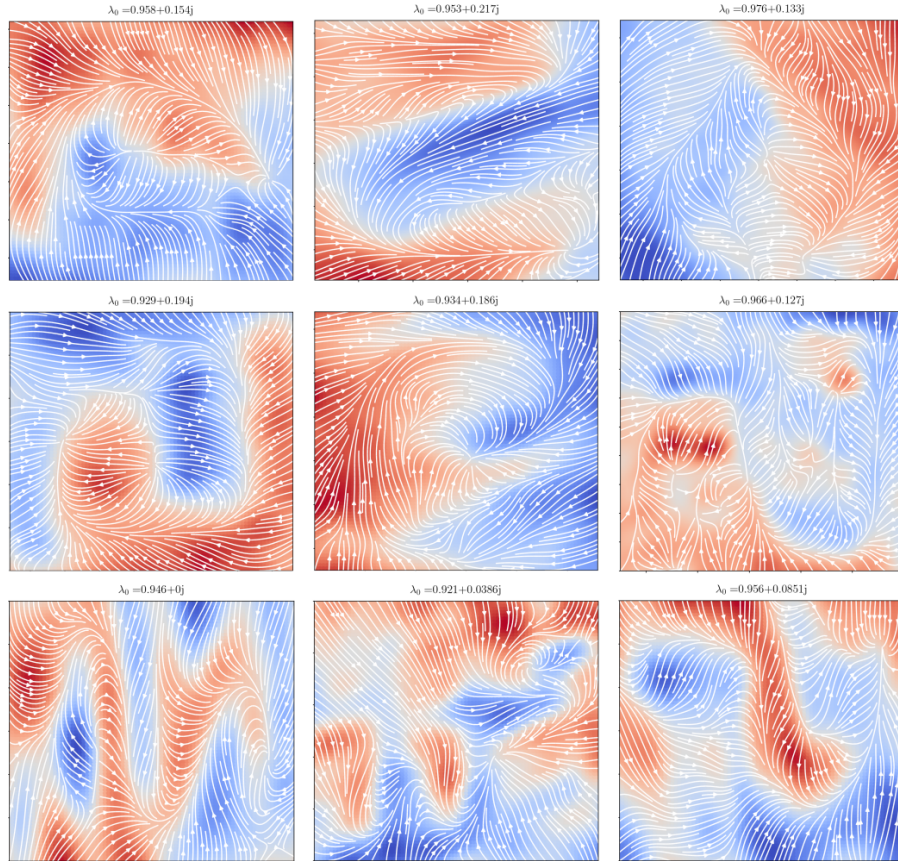 λ₀ =0.958+0.154j
λ₀ =0.953+0.217j
λ₀ =0.976+0.133j
λ₀ =0.929+0.194j
λ₀ =0.934+0.186j
λ₀ =0.966+0.127j
λ₀ =0.946+0j
λ₀ =0.921+0.0386j
λ₀ =0.956+0.0851j